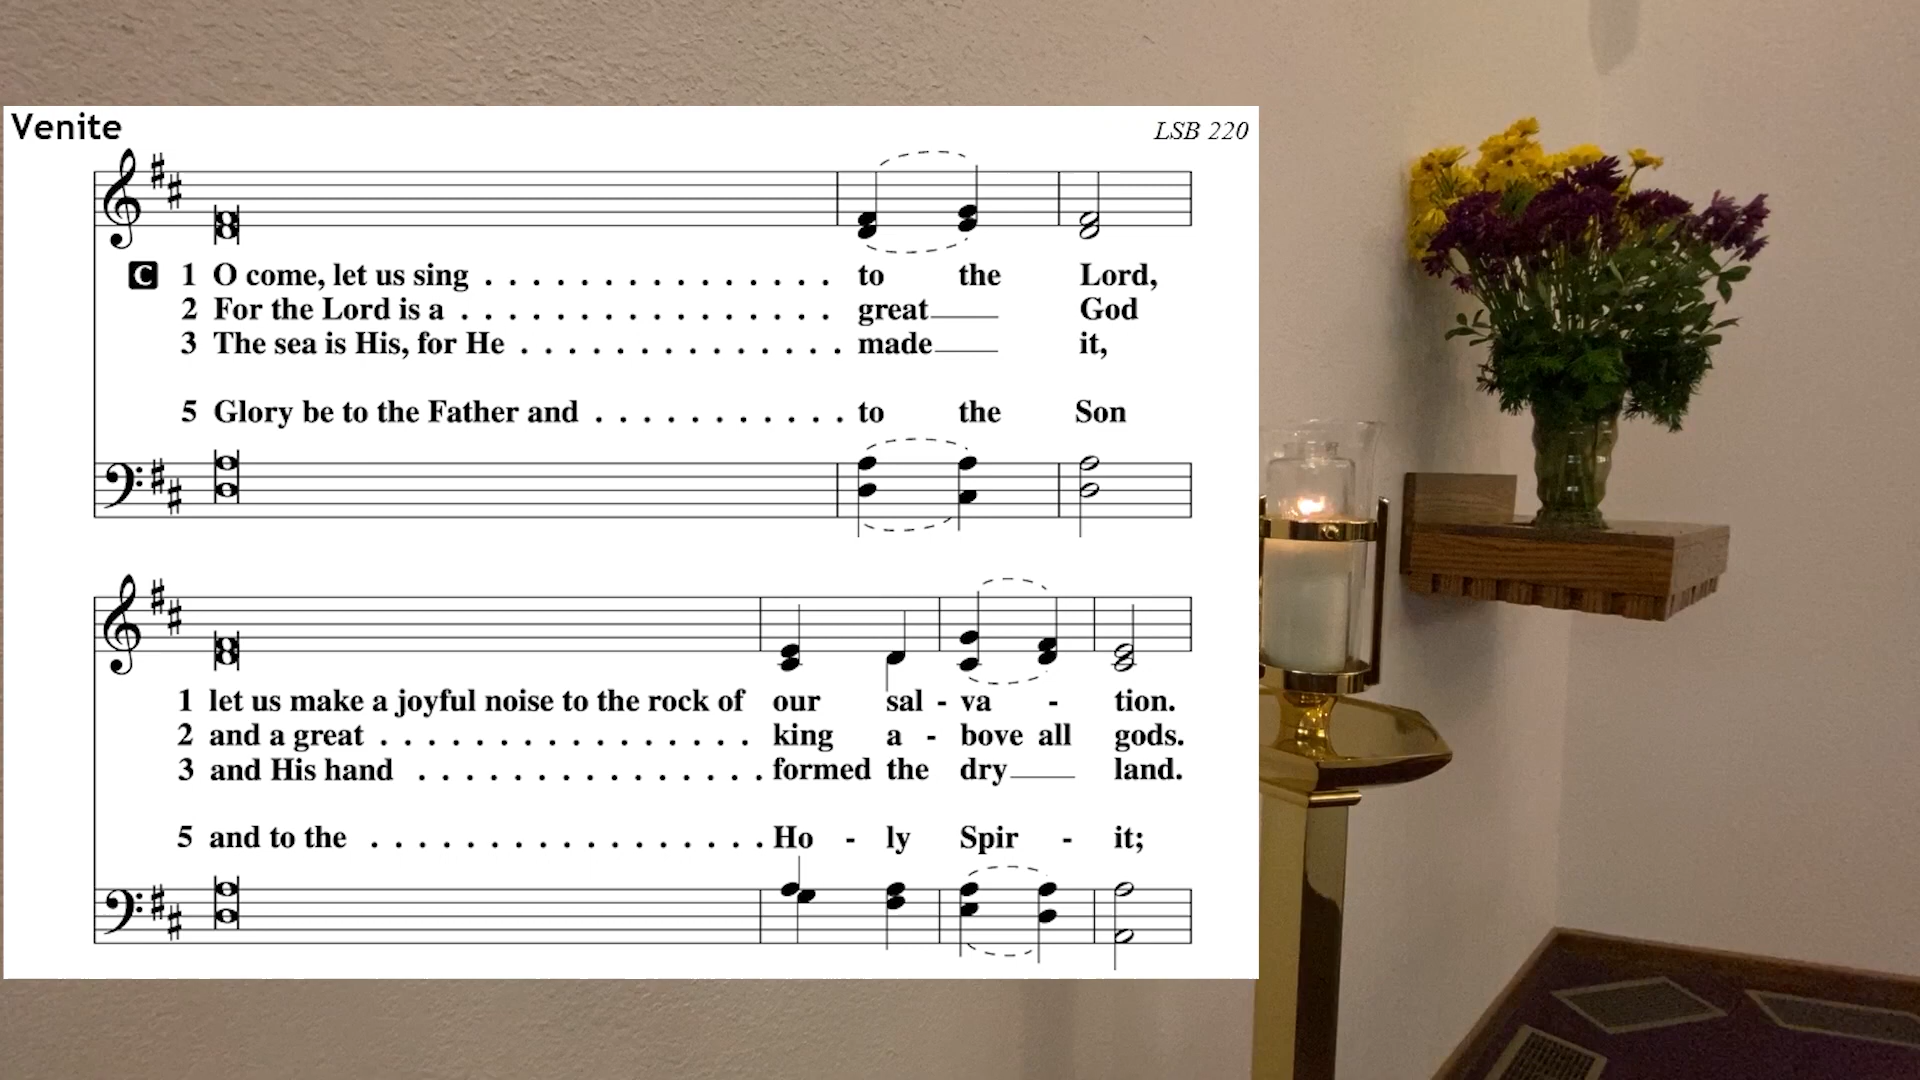 Venite
LSB 220
C 1 O come, let us sing . . . . . . . . . . . . . . . to the Lord,
2 For the Lord is a . . . . . . . . . . . . . . . . great___ God
3 The sea is His, for He . . . . . . . . . . . . . . made___ it,
5 Glory be to the Father and . . . . . . . . . . . to the Son
1 let us make a joyful noise to the rock of our sal - va - tion.
2 and a great . . . . . . . . . . . . . . . . king a - bove all gods.
3 and His hand . . . . . . . . . . . . . . . formed the dry___ land.
5 and to the . . . . . . . . . . . . . . . . . Ho - ly Spir - it;